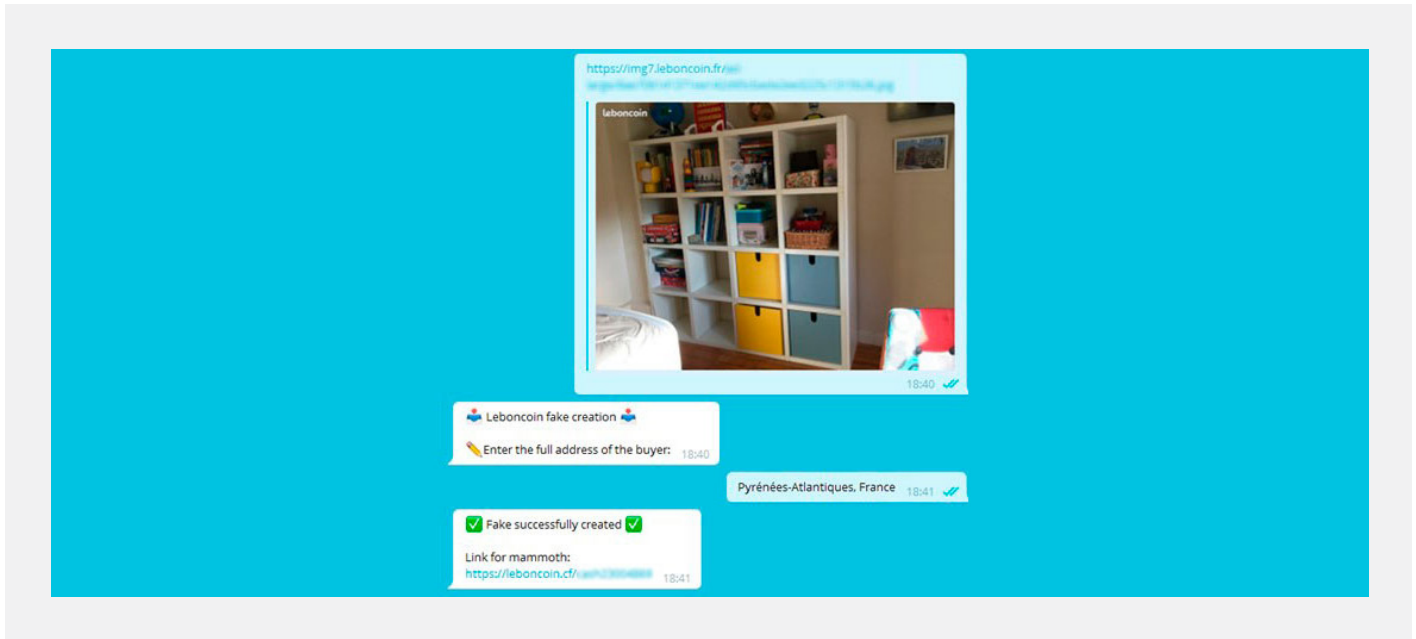 https://img7.leboncoin.fr/
leboncoin
18:40
📥 Leboncoin fake creation 📥
✏️Enter the full address of the buyer: 18:40
Pyrénées-Atlantiques, France 18:41
✅ Fake successfully created ✅
Link for mammoth:
https://leboncoin.cf/
18:41